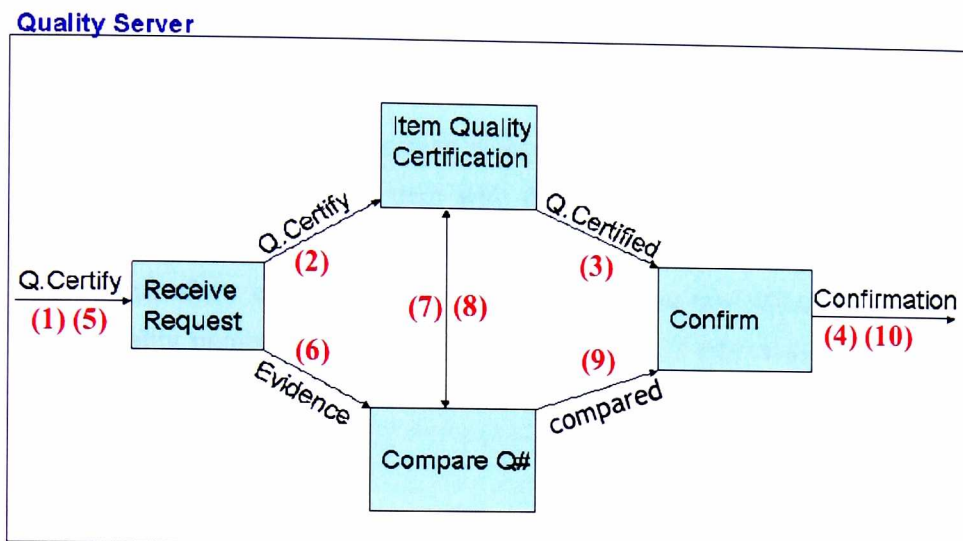 Quality Server
Item Quality
Certification
Q.Certify
(2)
Q.Certified
(3)
Q.Certify
(1) (5)
Receive
Request
(7) (8)
Confirm
Confirmation
(4) (10)
(6)
Evidence
(9)
compared
Compare Q#